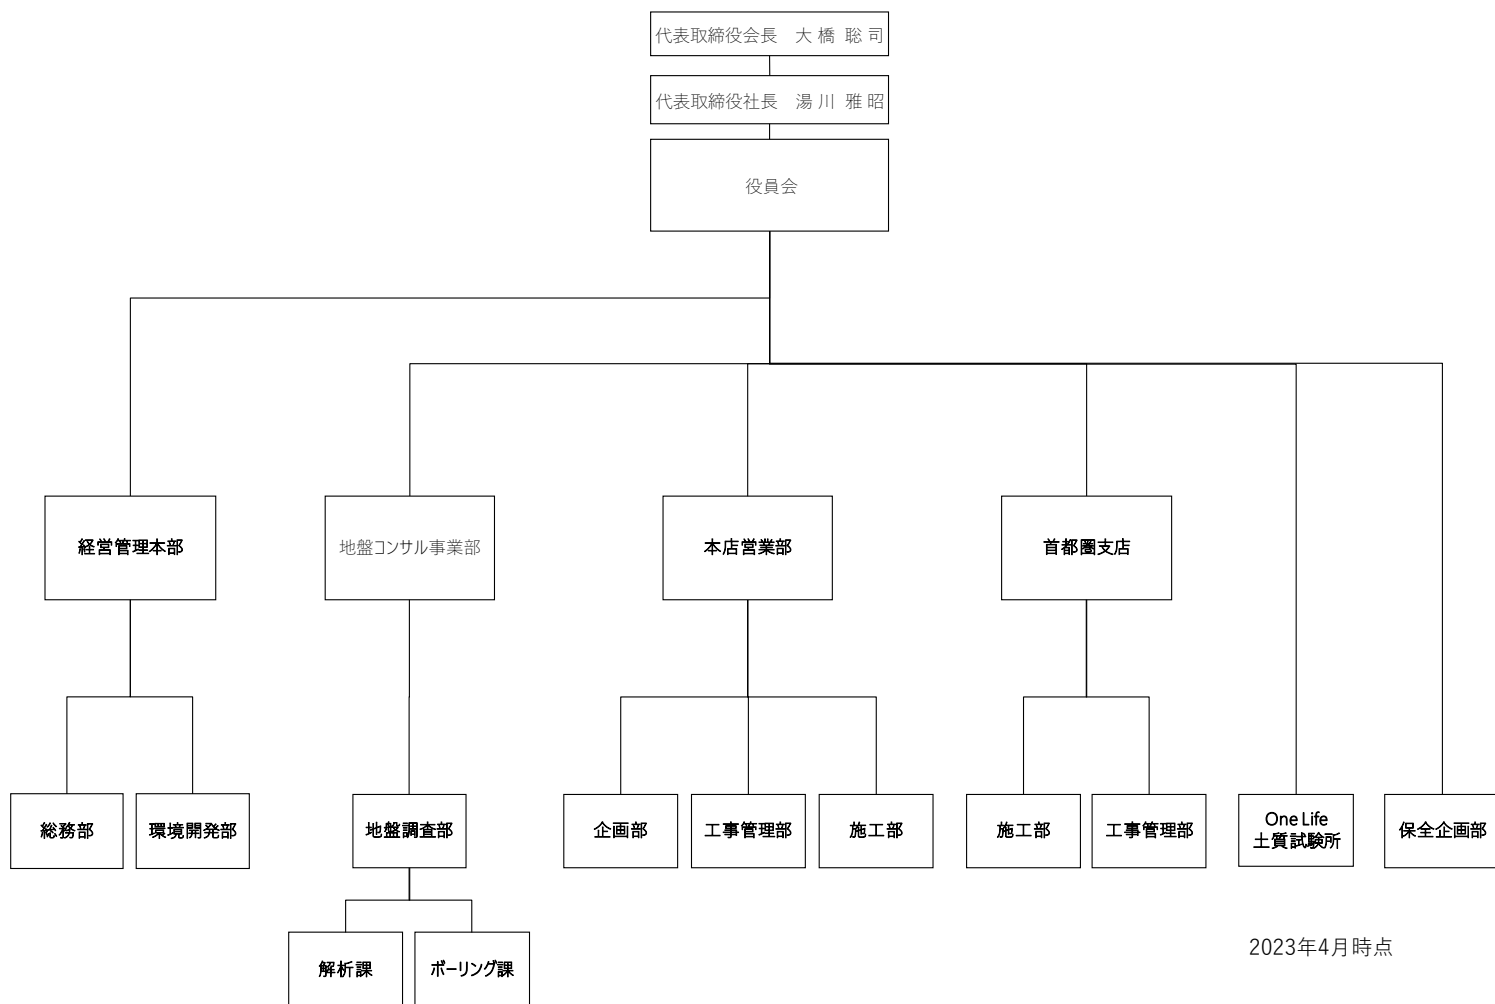 代表取締役会長　大 橋 聡 司
代表取締役社長　湯 川 雅 昭
役員会
経営管理本部
地盤コンサル事業部
本店営業部
首都圏支店
総務部
環境開発部
地盤調査部
企画部
工事管理部
施工部
施工部
工事管理部
One Life
土質試験所
保全企画部
解析課
ボーリング課
2023年4月時点